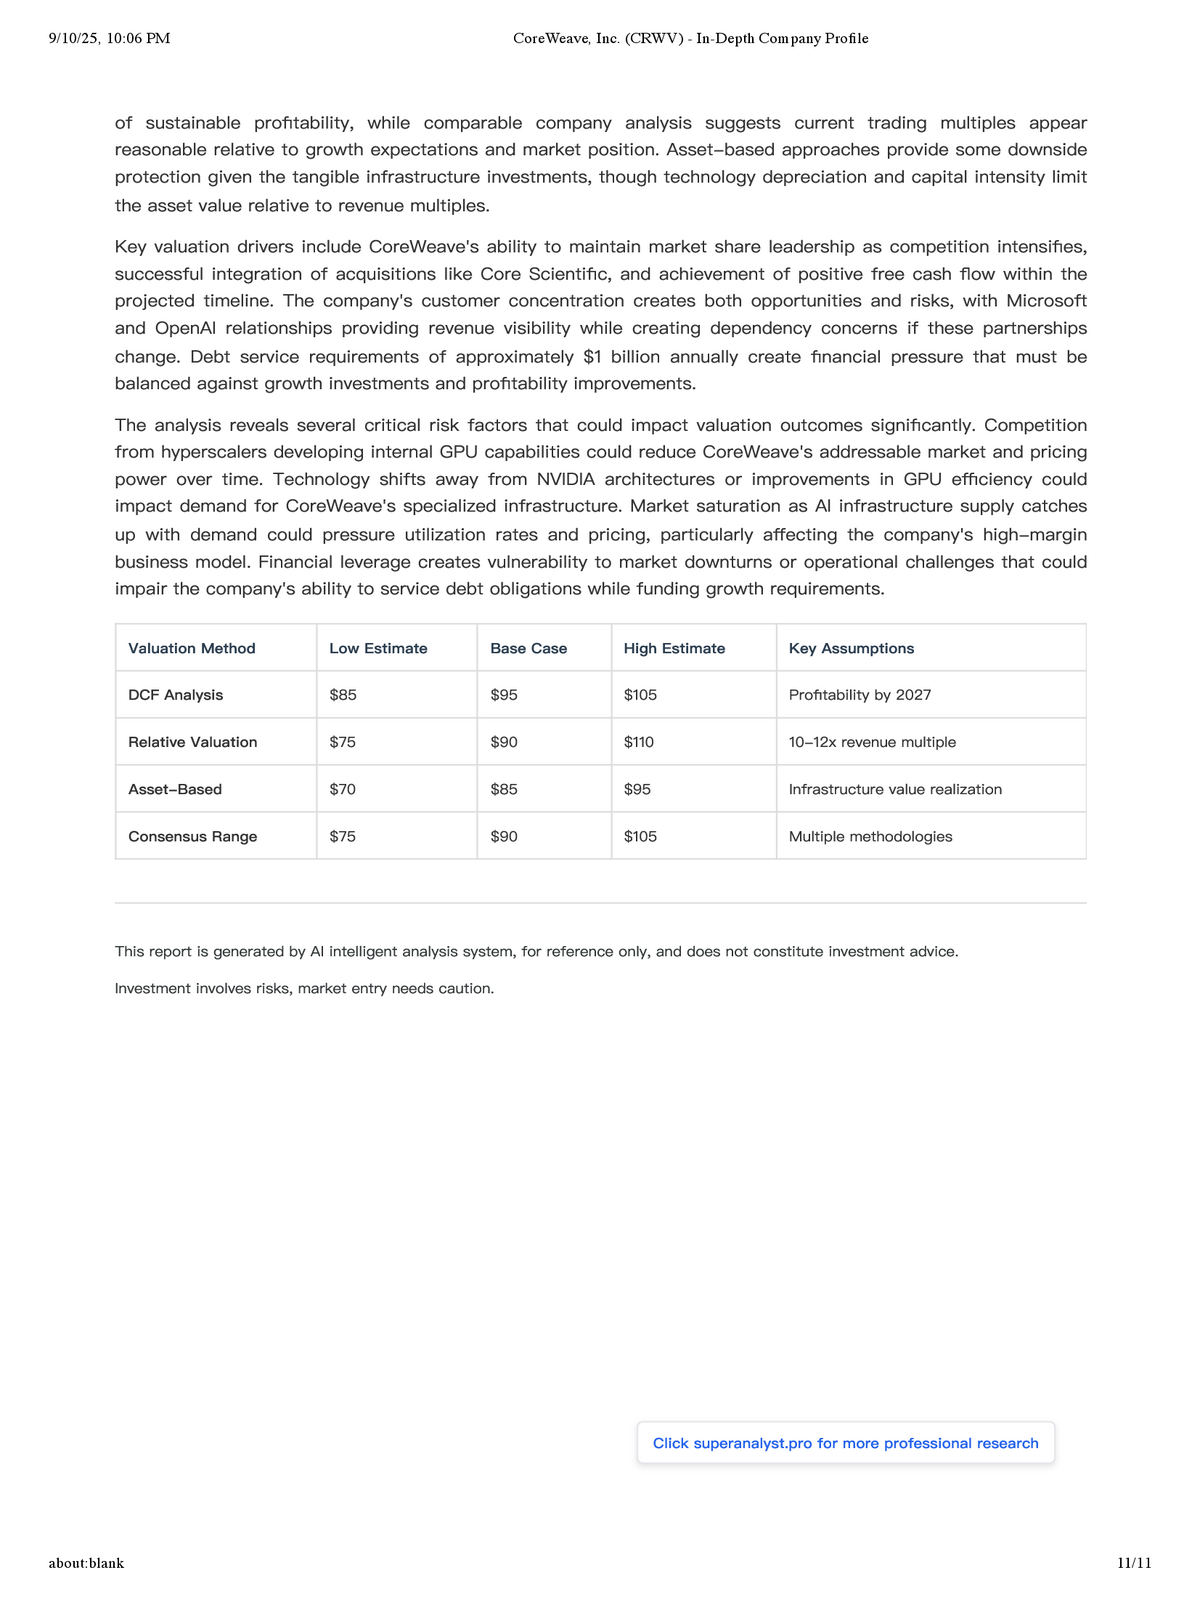 9/10/25, 10:06 PM CoreWeave, Inc. (CRWV) - In-Depth Company Profile
of sustainable profitability, while comparable company analysis suggests current trading multiples appear
reasonable relative to growth expectations and market position. Asset-based approaches provide some downside
protection given the tangible infrastructure investments, though technology depreciation and capital intensity limit
the asset value relative to revenue multiples.
Key valuation drivers include CoreWeave's ability to maintain market share leadership as competition intensifies,
successful integration of acquisitions like Core Scientific, and achievement of positive free cash flow within the
projected timeline. The company's customer concentration creates both opportunities and risks, with Microsoft
and OpenAI relationships providing revenue visibility while creating dependency concerns if these partnerships
change. Debt service requirements of approximately $1 billion annually create financial pressure that must be
balanced against growth investments and profitability improvements.
The analysis reveals several critical risk factors that could impact valuation outcomes significantly. Competition
from hyperscalers developing internal GPU capabilities could reduce CoreWeave's addressable market and pricing
power over time. Technology shifts away from NVIDIA architectures or improvements in GPU efficiency could
impact demand for CoreWeave's specialized infrastructure. Market saturation as AI infrastructure supply catches
up with demand could pressure utilization rates and pricing, particularly affecting the company's high-margin
business model. Financial leverage creates vulnerability to market downturns or operational challenges that could
impair the company's ability to service debt obligations while funding growth requirements.
Valuation Method Low Estimate Base Case High Estimate Key Assumptions
DCF Analysis $85 $95 $105 Profitability by 2027
Relative Valuation $75 $90 $110 10-12x revenue multiple
Asset-Based $70 $85 $95 Infrastructure value realization
Consensus Range $75 $90 $105 Multiple methodologies
This report is generated by AI intelligent analysis system, for reference only, and does not constitute investment advice.
Investment involves risks, market entry needs caution.
Click superanalyst.pro for more professional research
about:blank 11/11